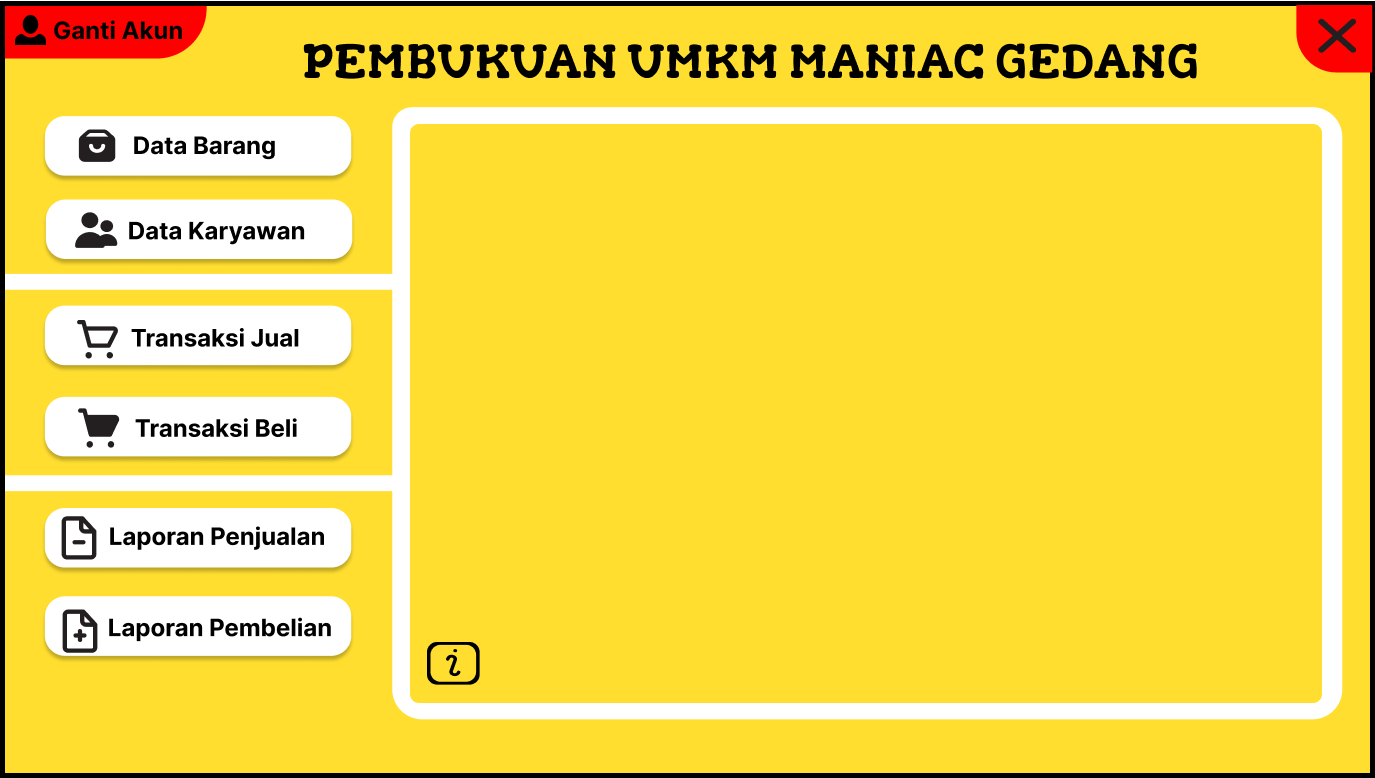 Ganti Akun
PEMBUKUAN UMKM MANIAC GEDANG
Data Barang
Data Karyawan
Transaksi Jual
Transaksi Beli
Laporan Penjualan
Laporan Pembelian
i